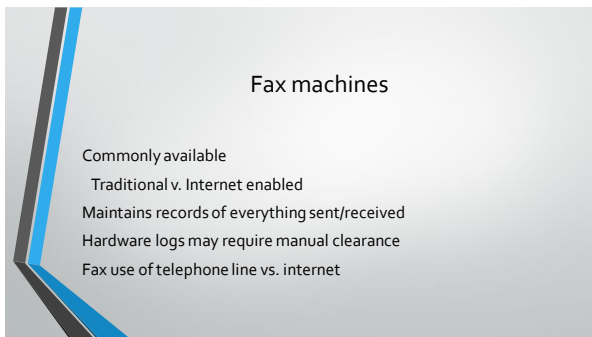 Fax machines
Commonly available
Traditional v. Internet enabled
Maintains records of everything sent/received
Hardware logs may require manual clearance
Fax use of telephone line vs. internet